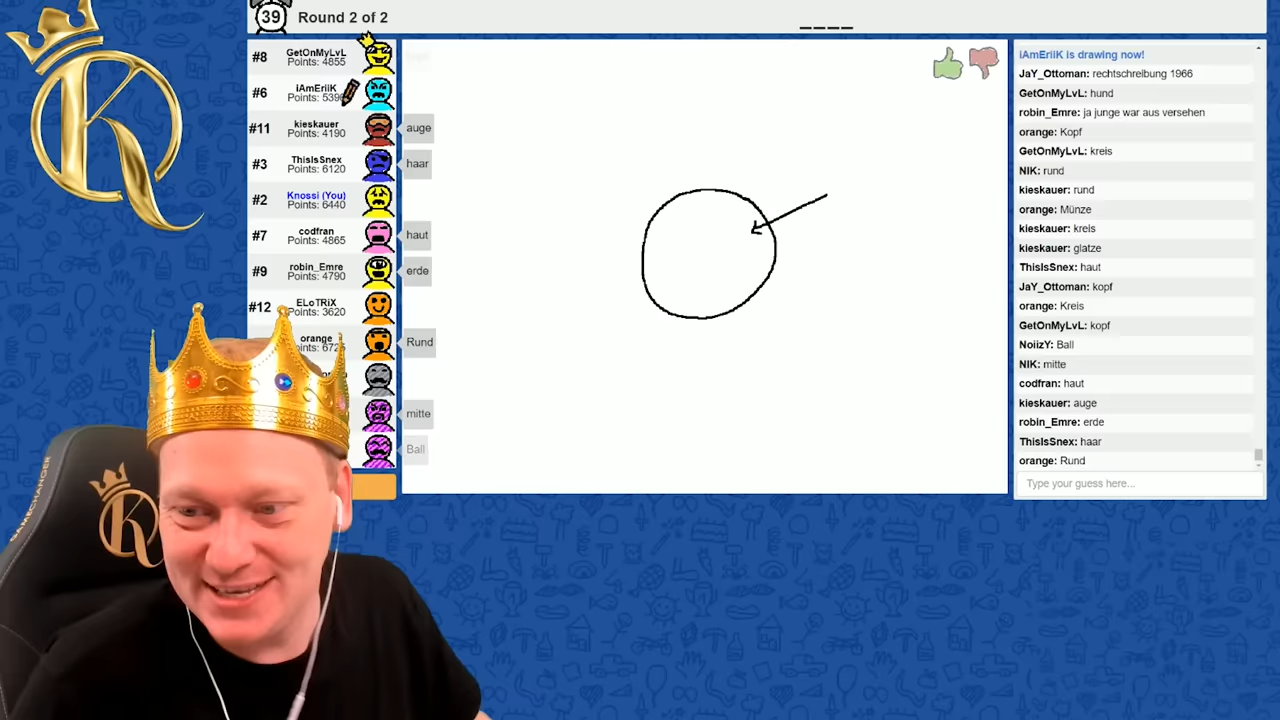 39
Round 2 of 2
____
#8
GetOnMyLvL
Points: 4855
#6
iAmEriiK
#11
kieskauer
Points: 4190
auge
#3
ThisIsSnex
Points: 6120
haar
#2
Knossi (You)
Points: 6440
#7
codfran
Points: 4865
haut
#9
robin_Emre
Points: 4790
erde
#12
ELoTRiX
Points: 3620
orange
Rund
mitte
Ball
iAmEriiK is drawing now!
JaY_Ottoman: rechtschreibung 1966
GetOnMyLvL: hund
robin_Emre: ja junge war aus versehen
orange: Kopf
GetOnMyLvL: kreis
NIK: rund
kieskauer: rund
orange: Münze
kieskauer: kreis
kieskauer: glatze
ThisIsSnex: haut
JaY_Ottoman: kopf
orange: Kreis
GetOnMyLvL: kopf
NoiizY: Ball
NIK: mitte
codfran: haut
kieskauer: auge
robin_Emre: erde
ThisIsSnex: haar
orange: Rund
Type your guess here...
GAMECHANGER
K
K